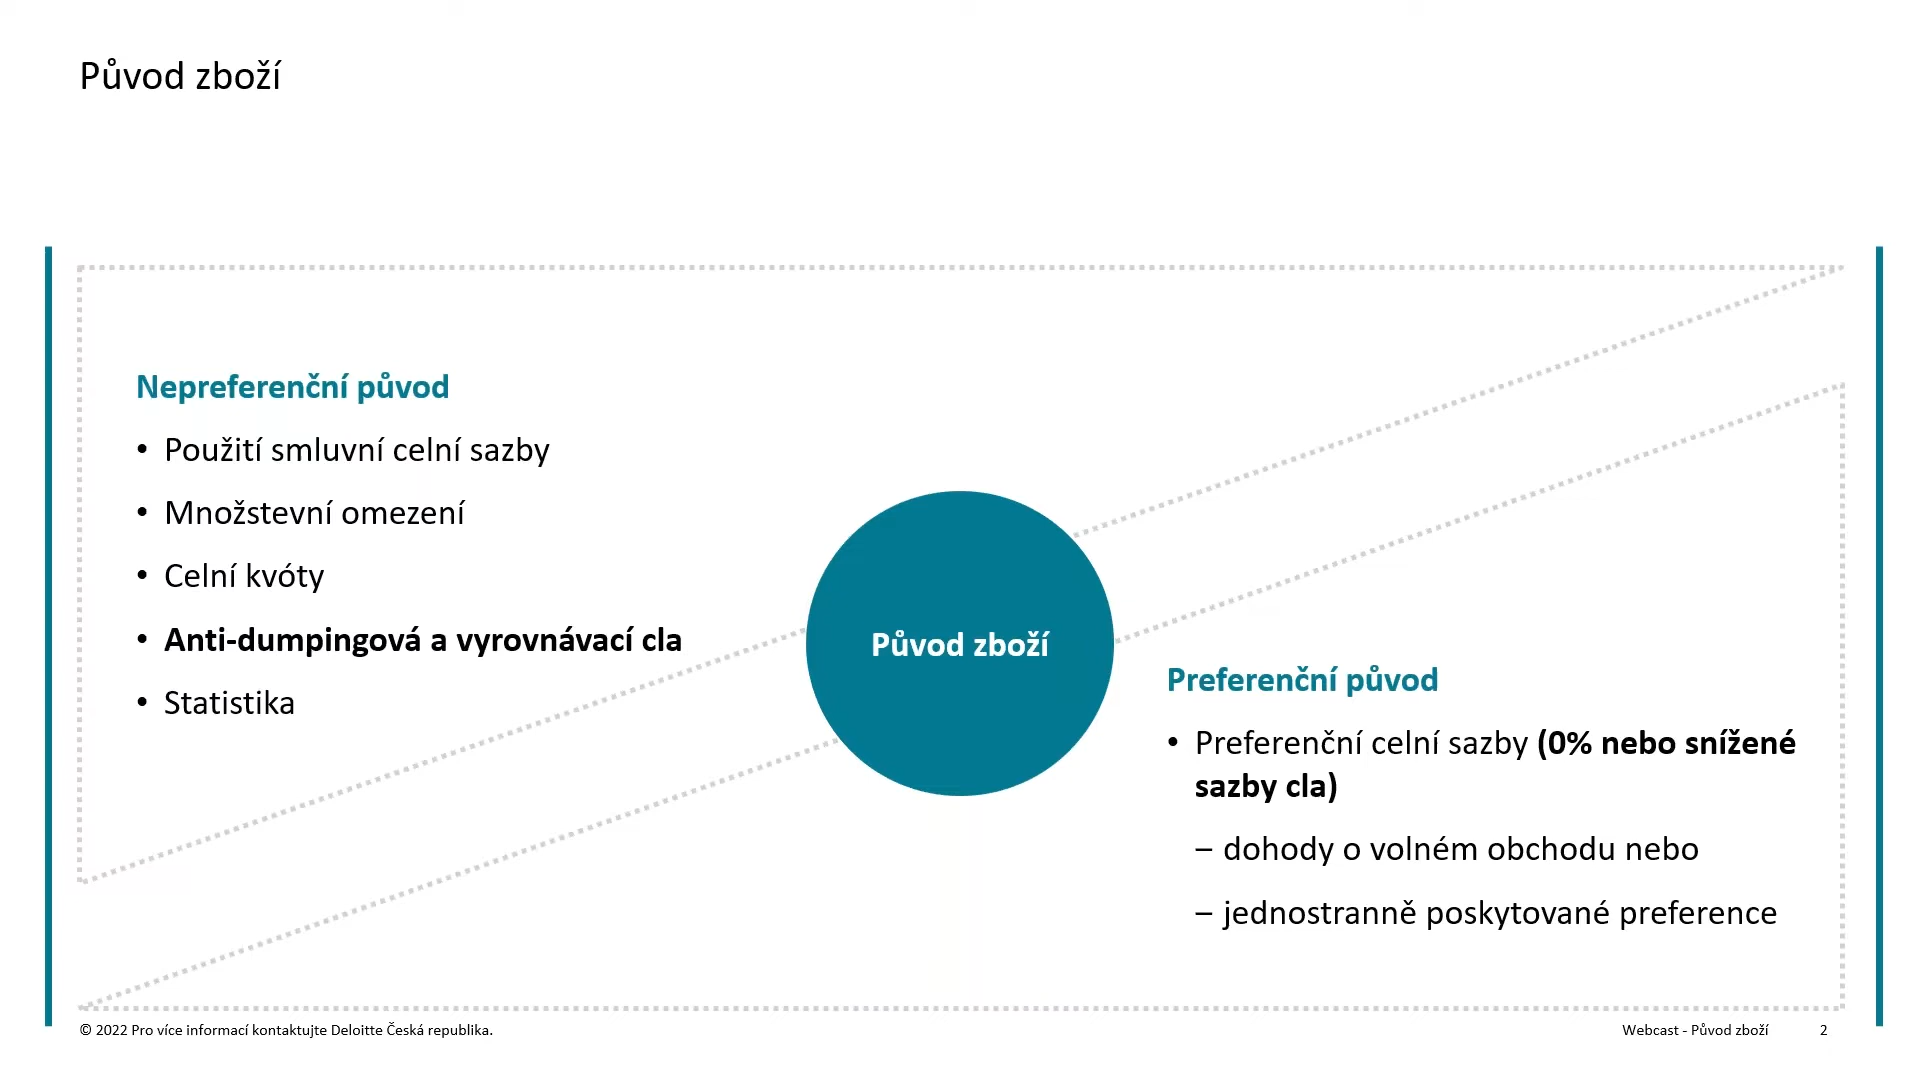 Původ zboží
Nepreferenční původ
• Použití smluvní celní sazby
• Množstevní omezení
• Celní kvóty
• Anti-dumpingová a vyrovnávací cla
• Statistika
Původ zboží
Preferenční původ
• Preferenční celní sazby (0% nebo snížené
sazby cla)
– dohody o volném obchodu nebo
– jednostranně poskytované preference
© 2022 Pro více informací kontaktujte Deloitte Česká republika.
Webcast - Původ zboží 2